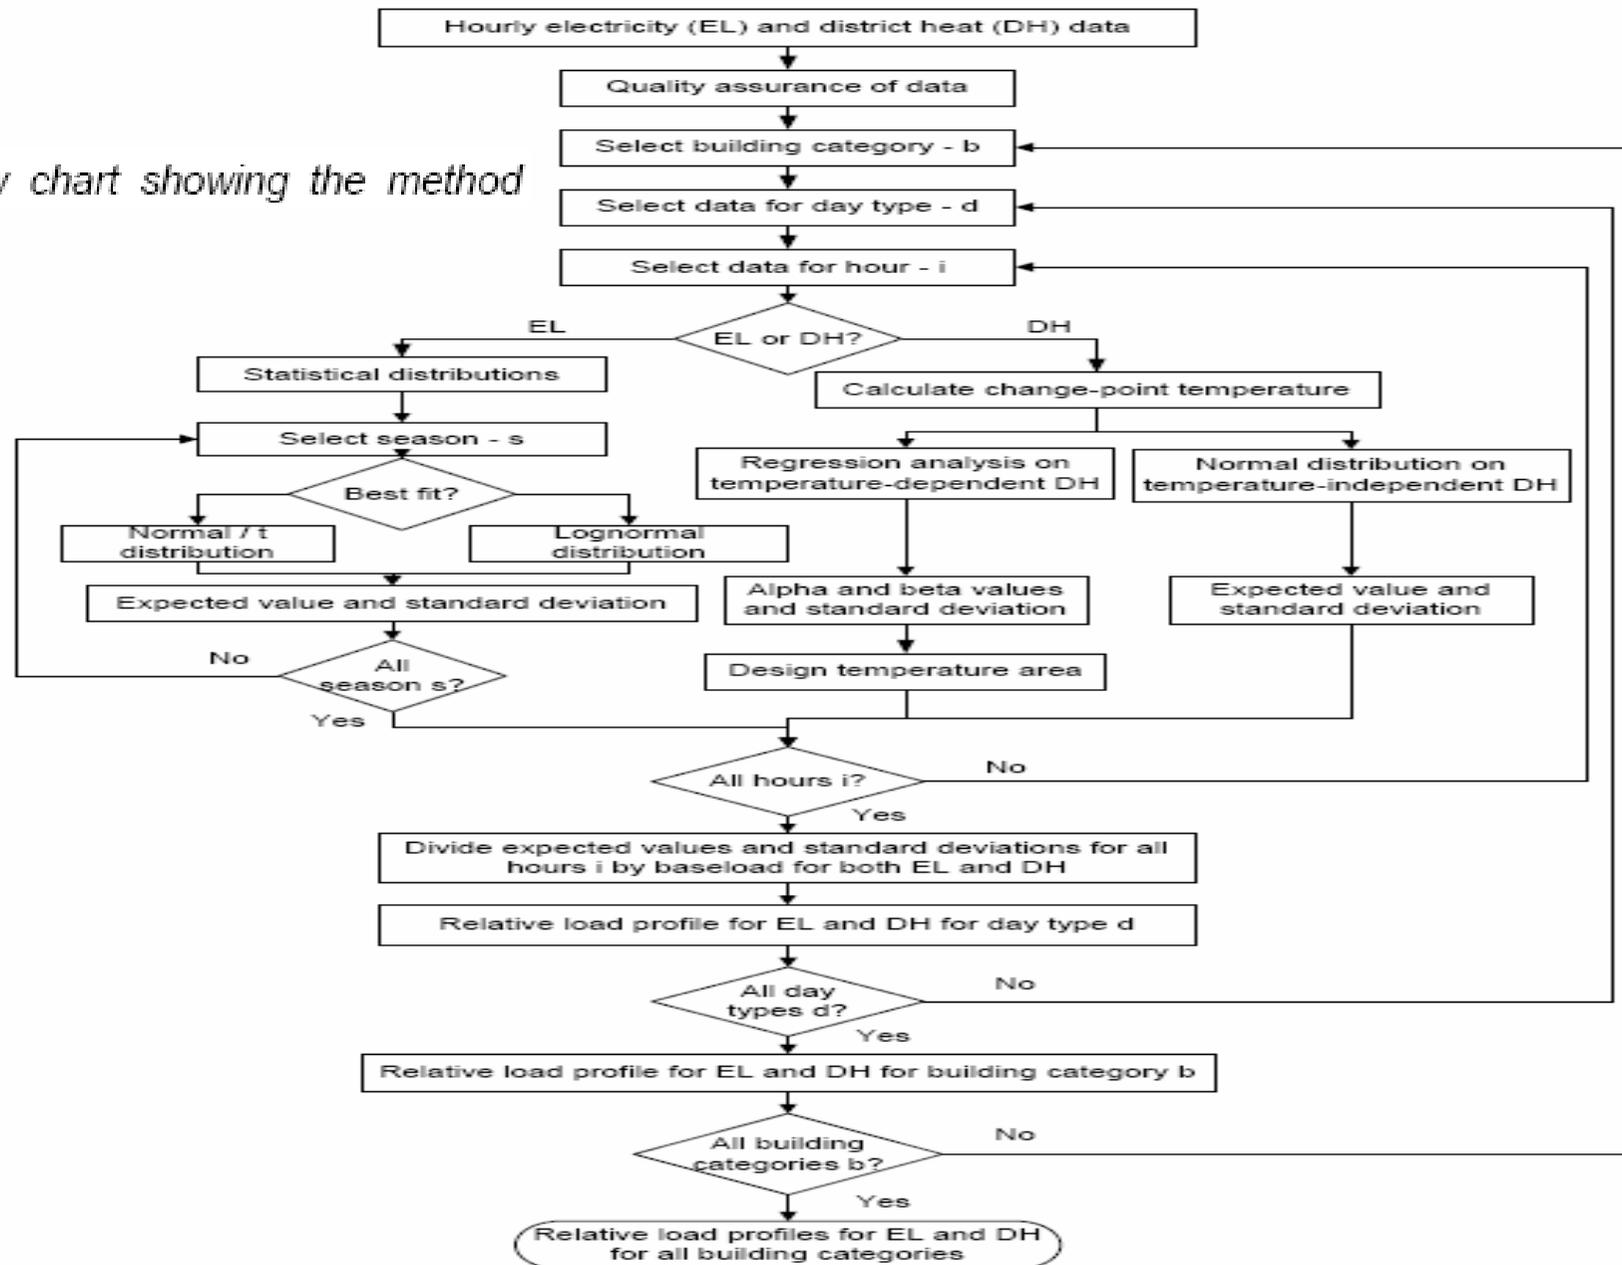 Hourly electricity (EL) and district heat (DH) data
Quality assurance of data
Select building category - b
chart showing the method
Select data for day type - d
Select data for hour - i
EL or DH?
EL
DH
Statistical distributions
Calculate change-point temperature
Select season - s
Regression analysis on
temperature-dependent DH
Normal distribution on
temperature-independent DH
Best fit?
Normal / t
distribution
Lognormal
distribution
Expected value and standard deviation
Alpha and beta values
and standard deviation
Expected value and
standard deviation
No
All
season s?
Yes
Design temperature area
All hours i?
No
Yes
Divide expected values and standard deviations for all
hours i by baseload for both EL and DH
Relative load profile for EL and DH for day type d
All day
types d?
No
Yes
Relative load profile for EL and DH for building category b
All building
categories b?
No
Yes
Relative load profiles for EL and DH
for all building categories